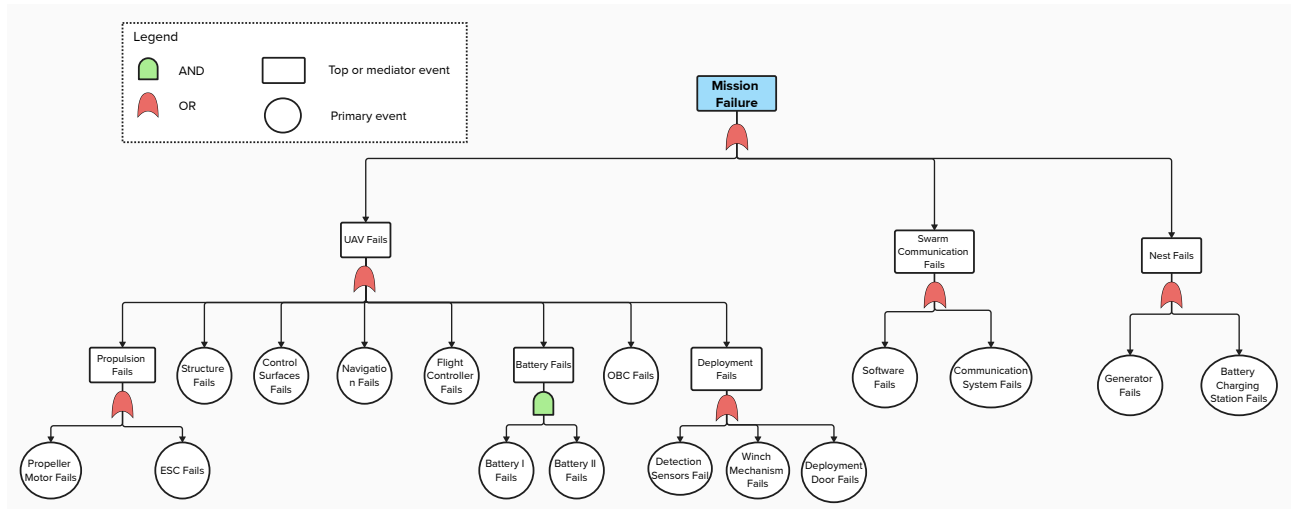 Legend
AND
Top or mediator event
OR
Primary event
Mission
Failure
UAV Fails
Swarm
Communication
Fails
Nest Fails
Propulsion
Fails
Structure
Fails
Control
Surfaces
Fails
Navigatio
n Fails
Flight
Controller
Fails
Battery Fails
OBC Fails
Deployment
Fails
Software
Fails
Communication
System Fails
Generator
Fails
Battery
Charging
Station Fails
Propeller
Motor Fails
ESC Fails
Battery I
Fails
Battery II
Fails
Detection
Sensors Fail
Winch
Mechanism
Fails
Deployment
Door Fails